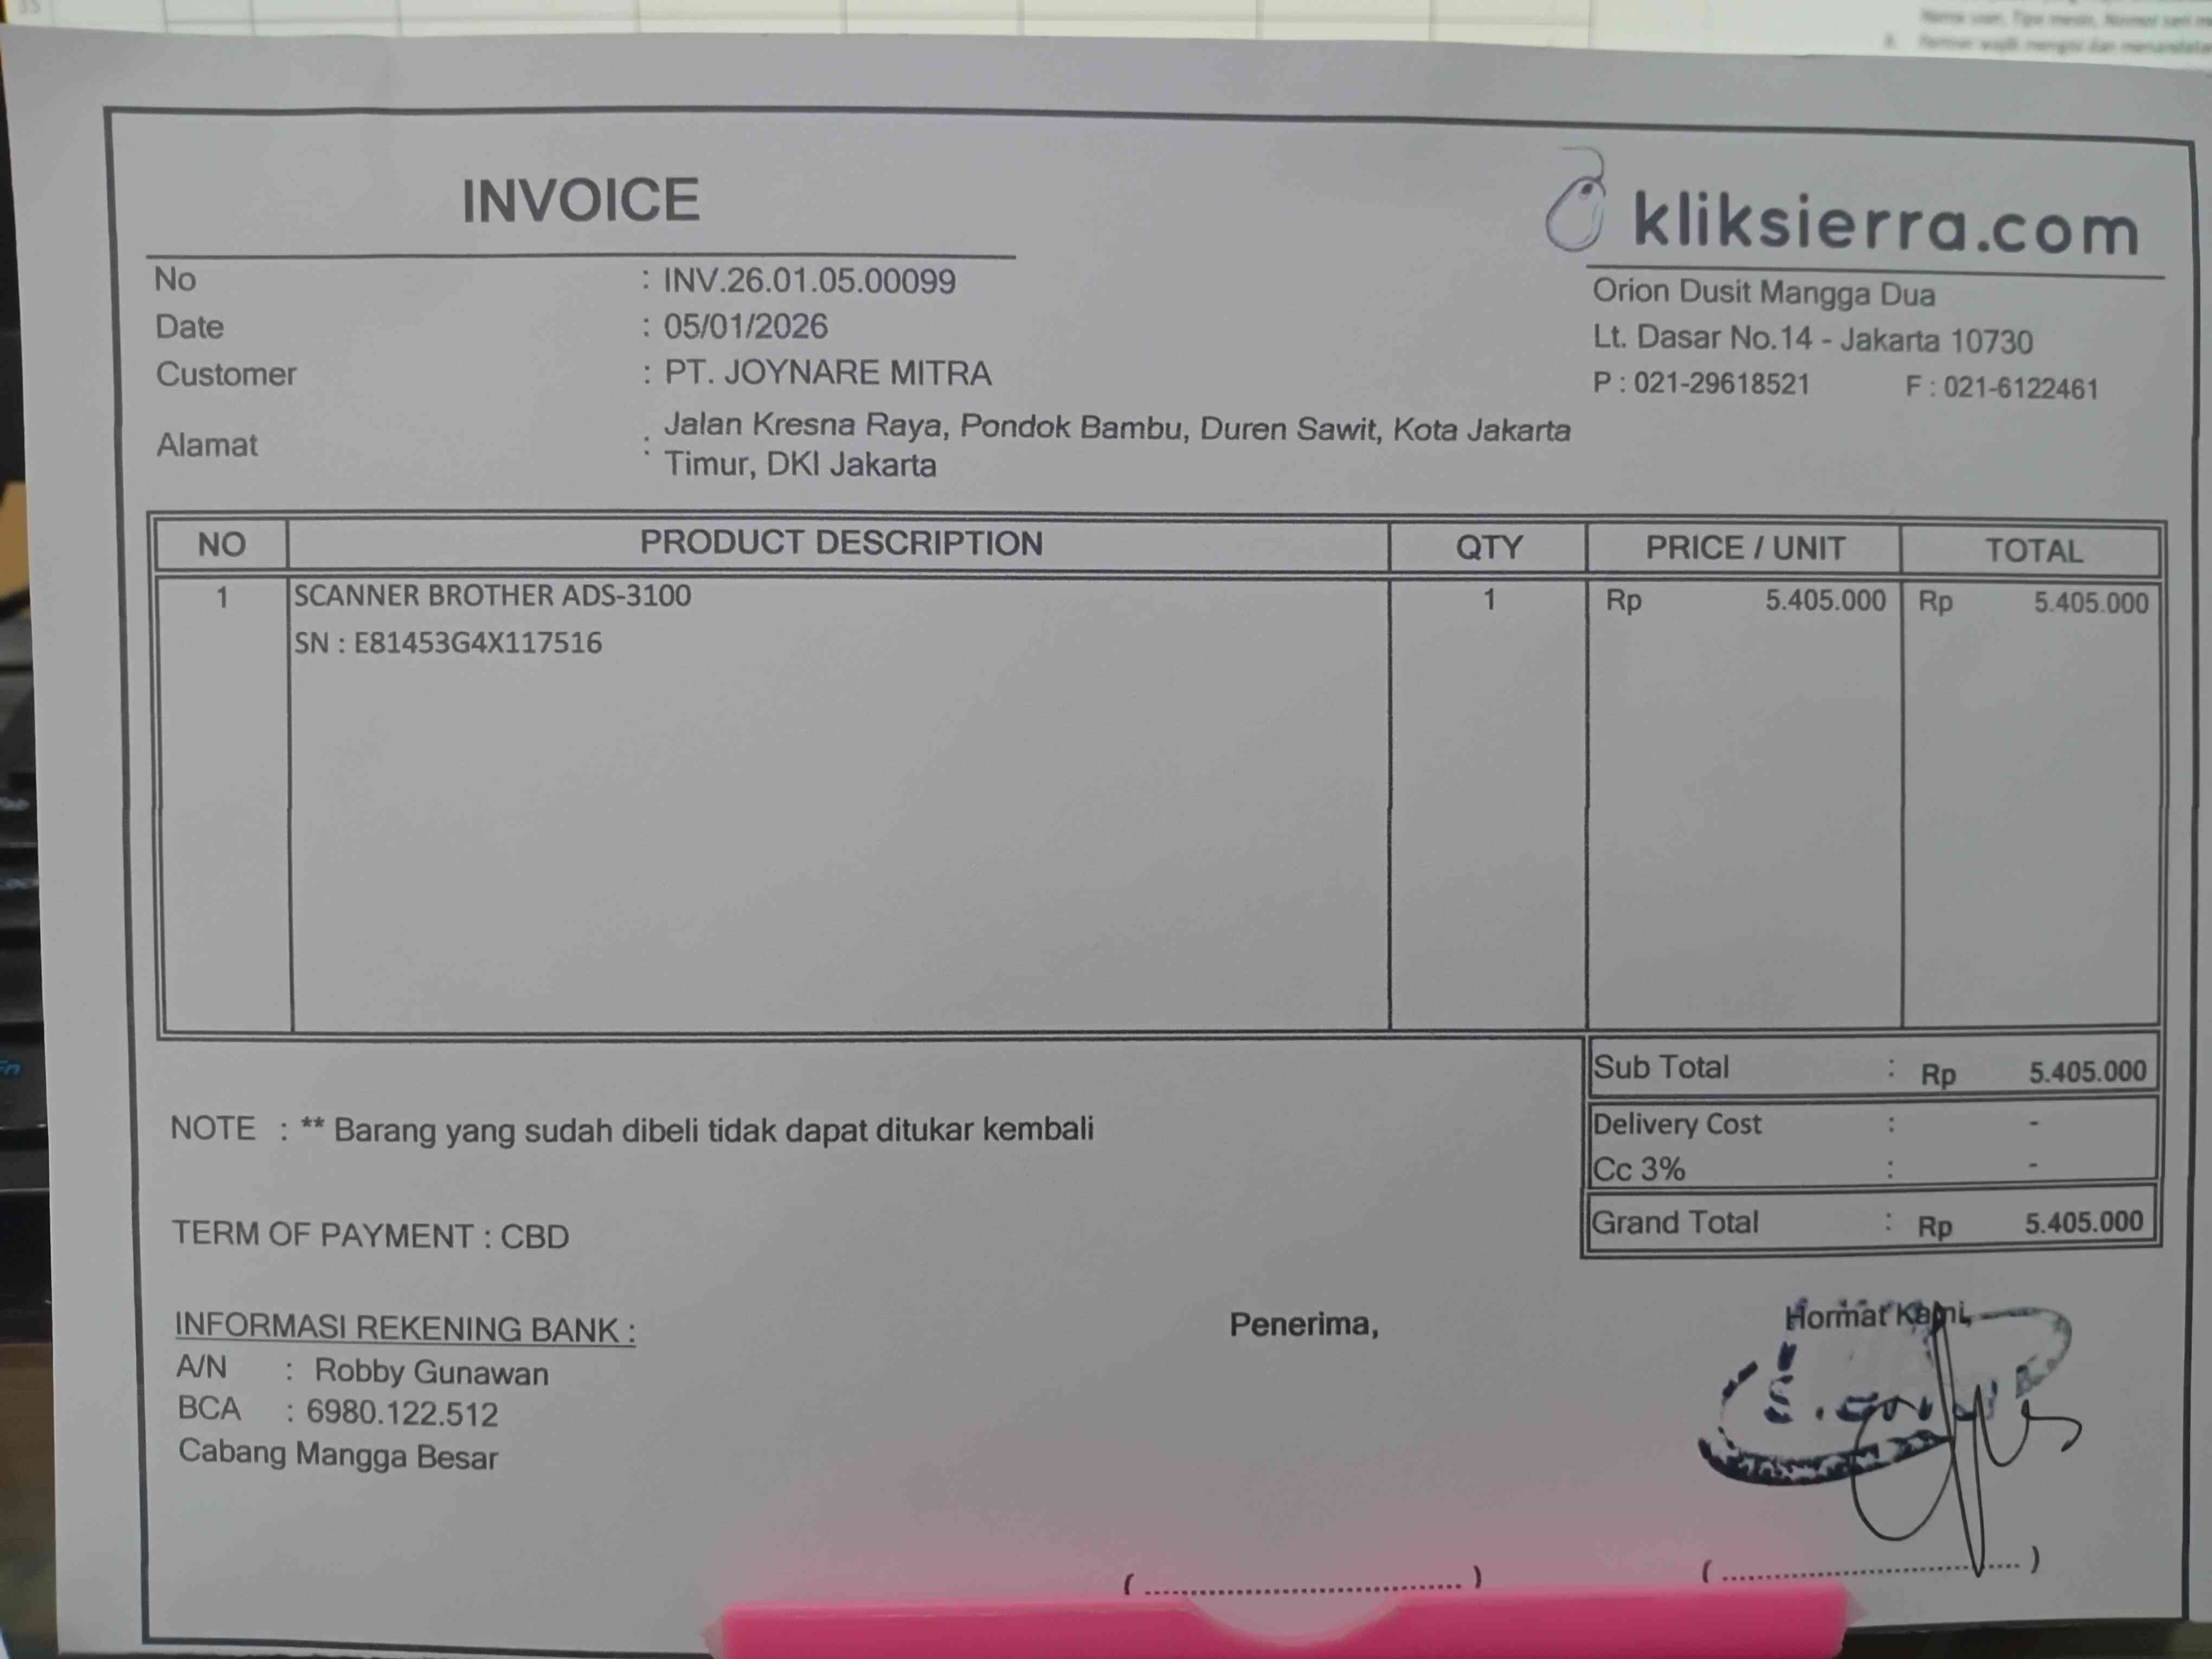 35
INVOICE
kliksierra.com
Orion Dusit Mangga Dua
Lt. Dasar No.14 - Jakarta 10730
P : 021-29618521 F : 021-6122461
No : INV.26.01.05.00099
Date : 05/01/2026
Customer : PT. JOYNARE MITRA
Alamat : Jalan Kresna Raya, Pondok Bambu, Duren Sawit, Kota Jakarta
Timur, DKI Jakarta
NO PRODUCT DESCRIPTION QTY PRICE / UNIT TOTAL
1 SCANNER BROTHER ADS-3100 1 Rp 5.405.000 Rp 5.405.000
SN : E81453G4X117516
Sub Total : Rp 5.405.000
Delivery Cost : -
Cc 3% : -
Grand Total : Rp 5.405.000
NOTE : ** Barang yang sudah dibeli tidak dapat ditukar kembali
TERM OF PAYMENT : CBD
INFORMASI REKENING BANK :
A/N : Robby Gunawan
BCA : 6980.122.512
Cabang Mangga Besar
Penerima,
Hormat Kami,
( ........................................ )
( ........................................ )
Fn